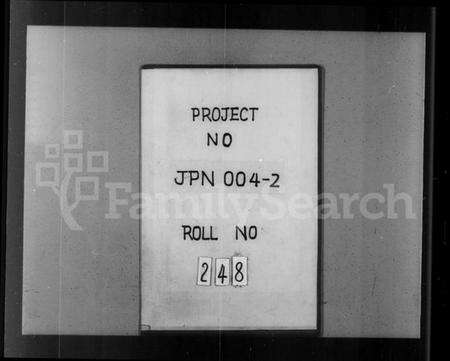 PROJECT
NO
JPN 004-2
FamilySearch
ROLL NO
248